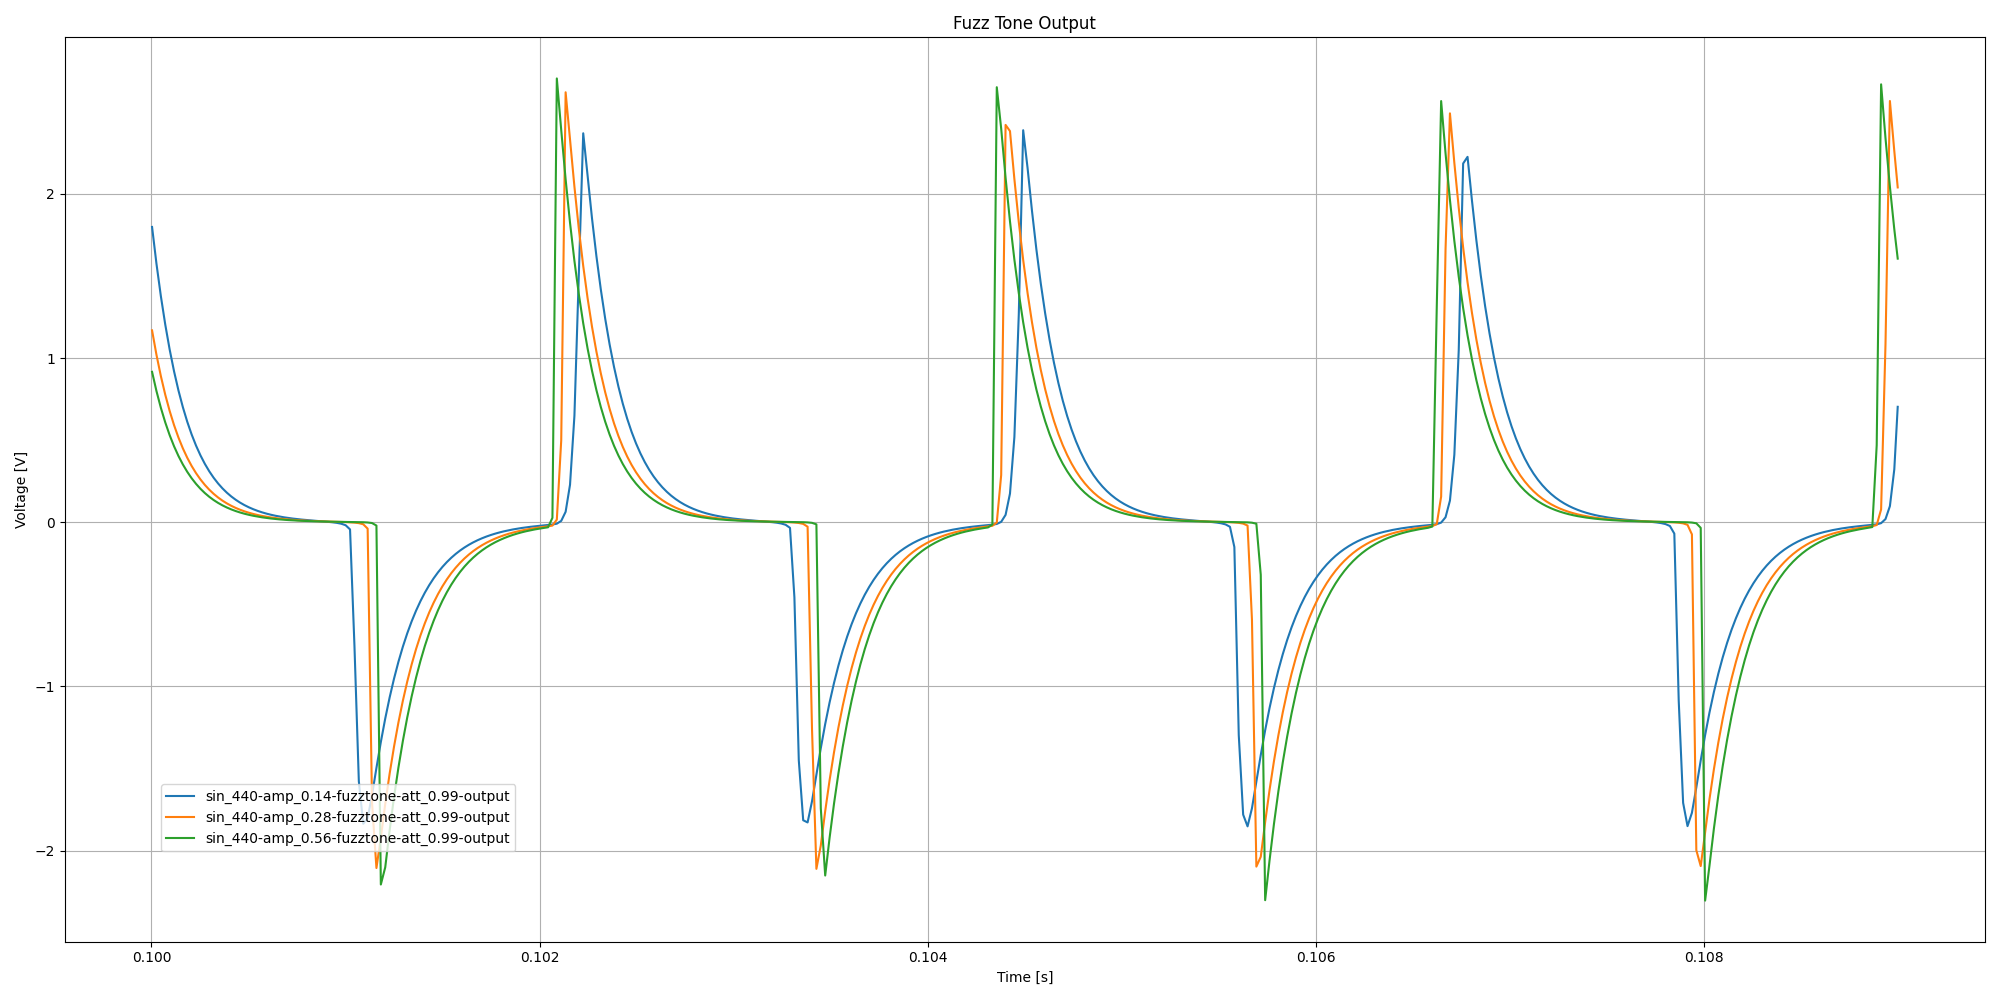 Fuzz Tone Output
Voltage [V]
2
1
0
−1
−2
sin_440-amp_0.14-fuzztone-att_0.99-output
sin_440-amp_0.28-fuzztone-att_0.99-output
sin_440-amp_0.56-fuzztone-att_0.99-output
0.100 0.102 0.104 0.106 0.108
Time [s]